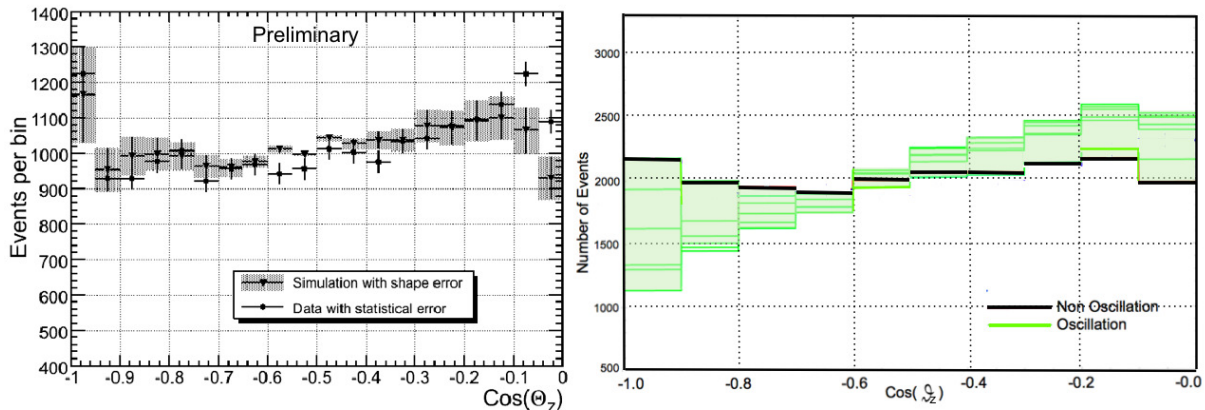 Preliminary
Events per bin
1400
1300
1200
1100
1000
900
800
700
600
500
400
Simulation with shape error
Data with statistical error
-1 -0.9 -0.8 -0.7 -0.6 -0.5 -0.4 -0.3 -0.2 -0.1 0
Cos(Θz)
Number of Events
3000
2500
2000
1500
1000
500
Non Oscillation
Oscillation
-1.0 -0.8 -0.6 -0.4 -0.2 -0.0
Cos(